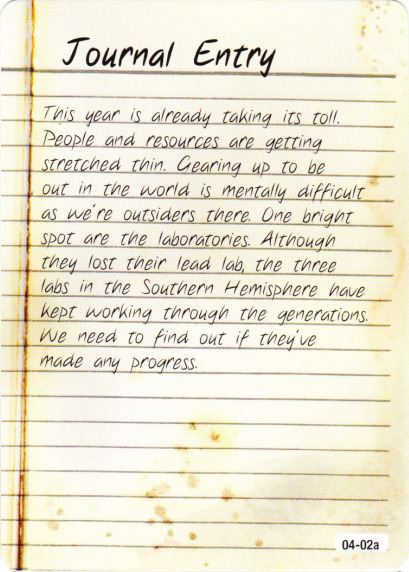 Journal Entry
This year is already taking its toll.
People and resources are getting
stretched thin. Gearing up to be
out in the world is mentally difficult
as we're outsiders there. One bright
spot are the laboratories. Although
they lost their lead lab, the three
labs in the Southern Hemisphere have
kept working through the generations.
We need to find out if they've
made any progress.
04-02a